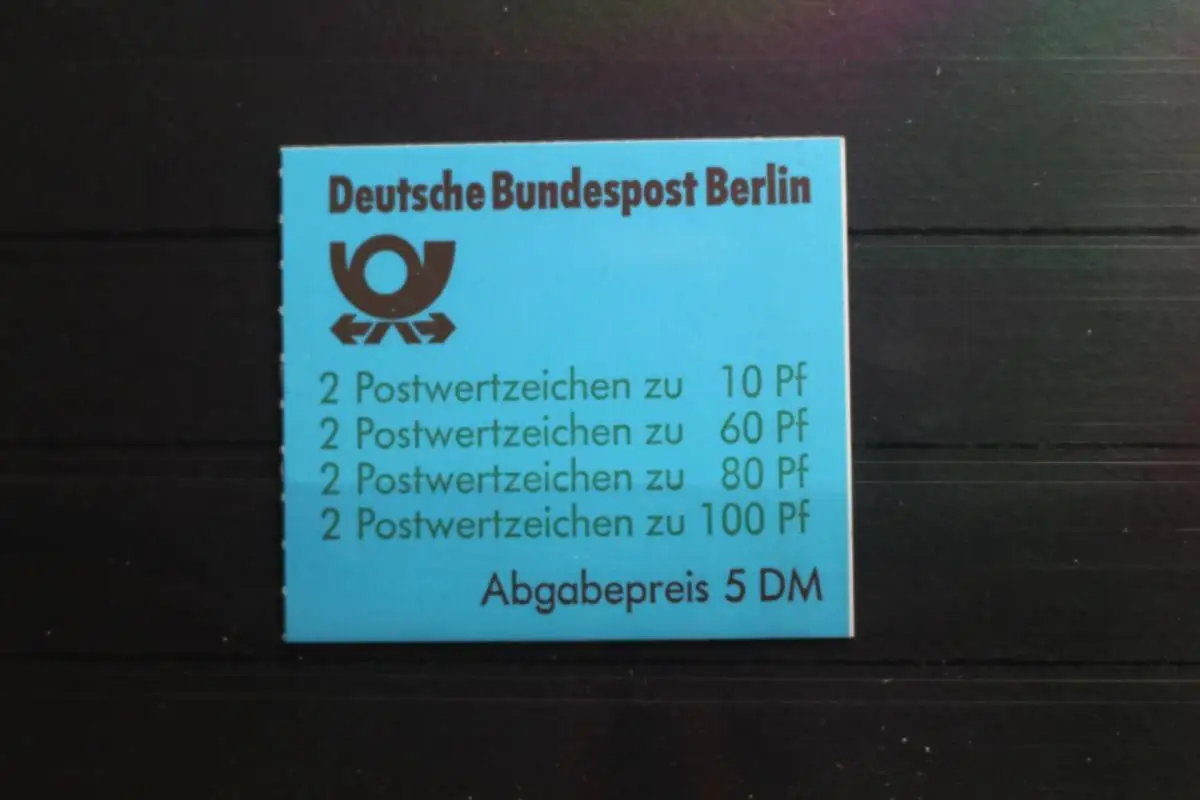 Deutsche Bundespost Berlin
2 Postwertzeichen zu 10 Pf
2 Postwertzeichen zu 60 Pf
2 Postwertzeichen zu 80 Pf
2 Postwertzeichen zu 100 Pf
Abgabepreis 5 DM